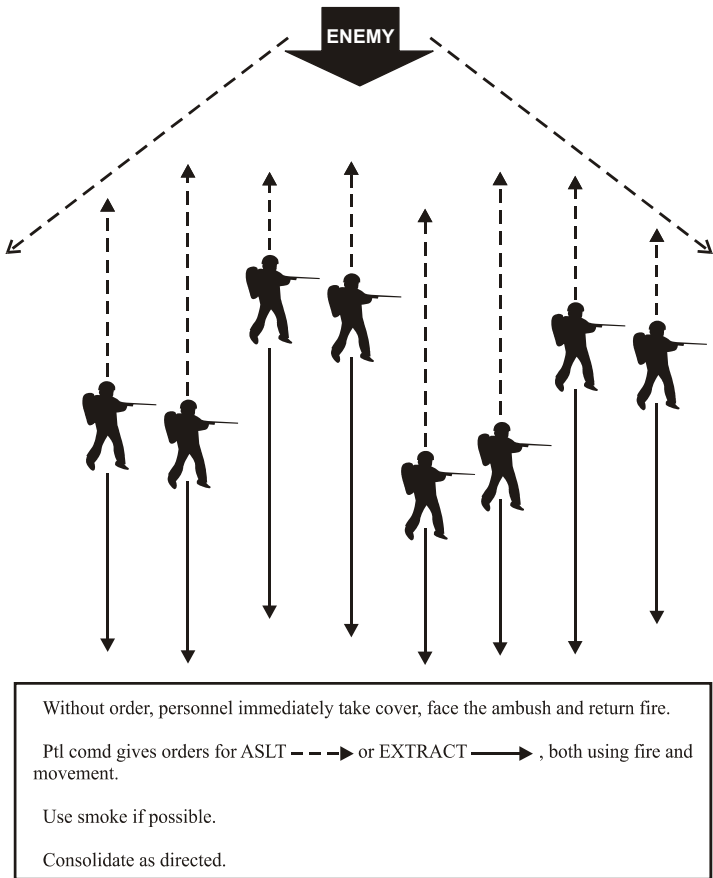 ENEMY
Without order, personnel immediately take cover, face the ambush and return fire.
Ptl comd gives orders for ASLT or EXTRACT , both using fire and
movement.
Use smoke if possible.
Consolidate as directed.